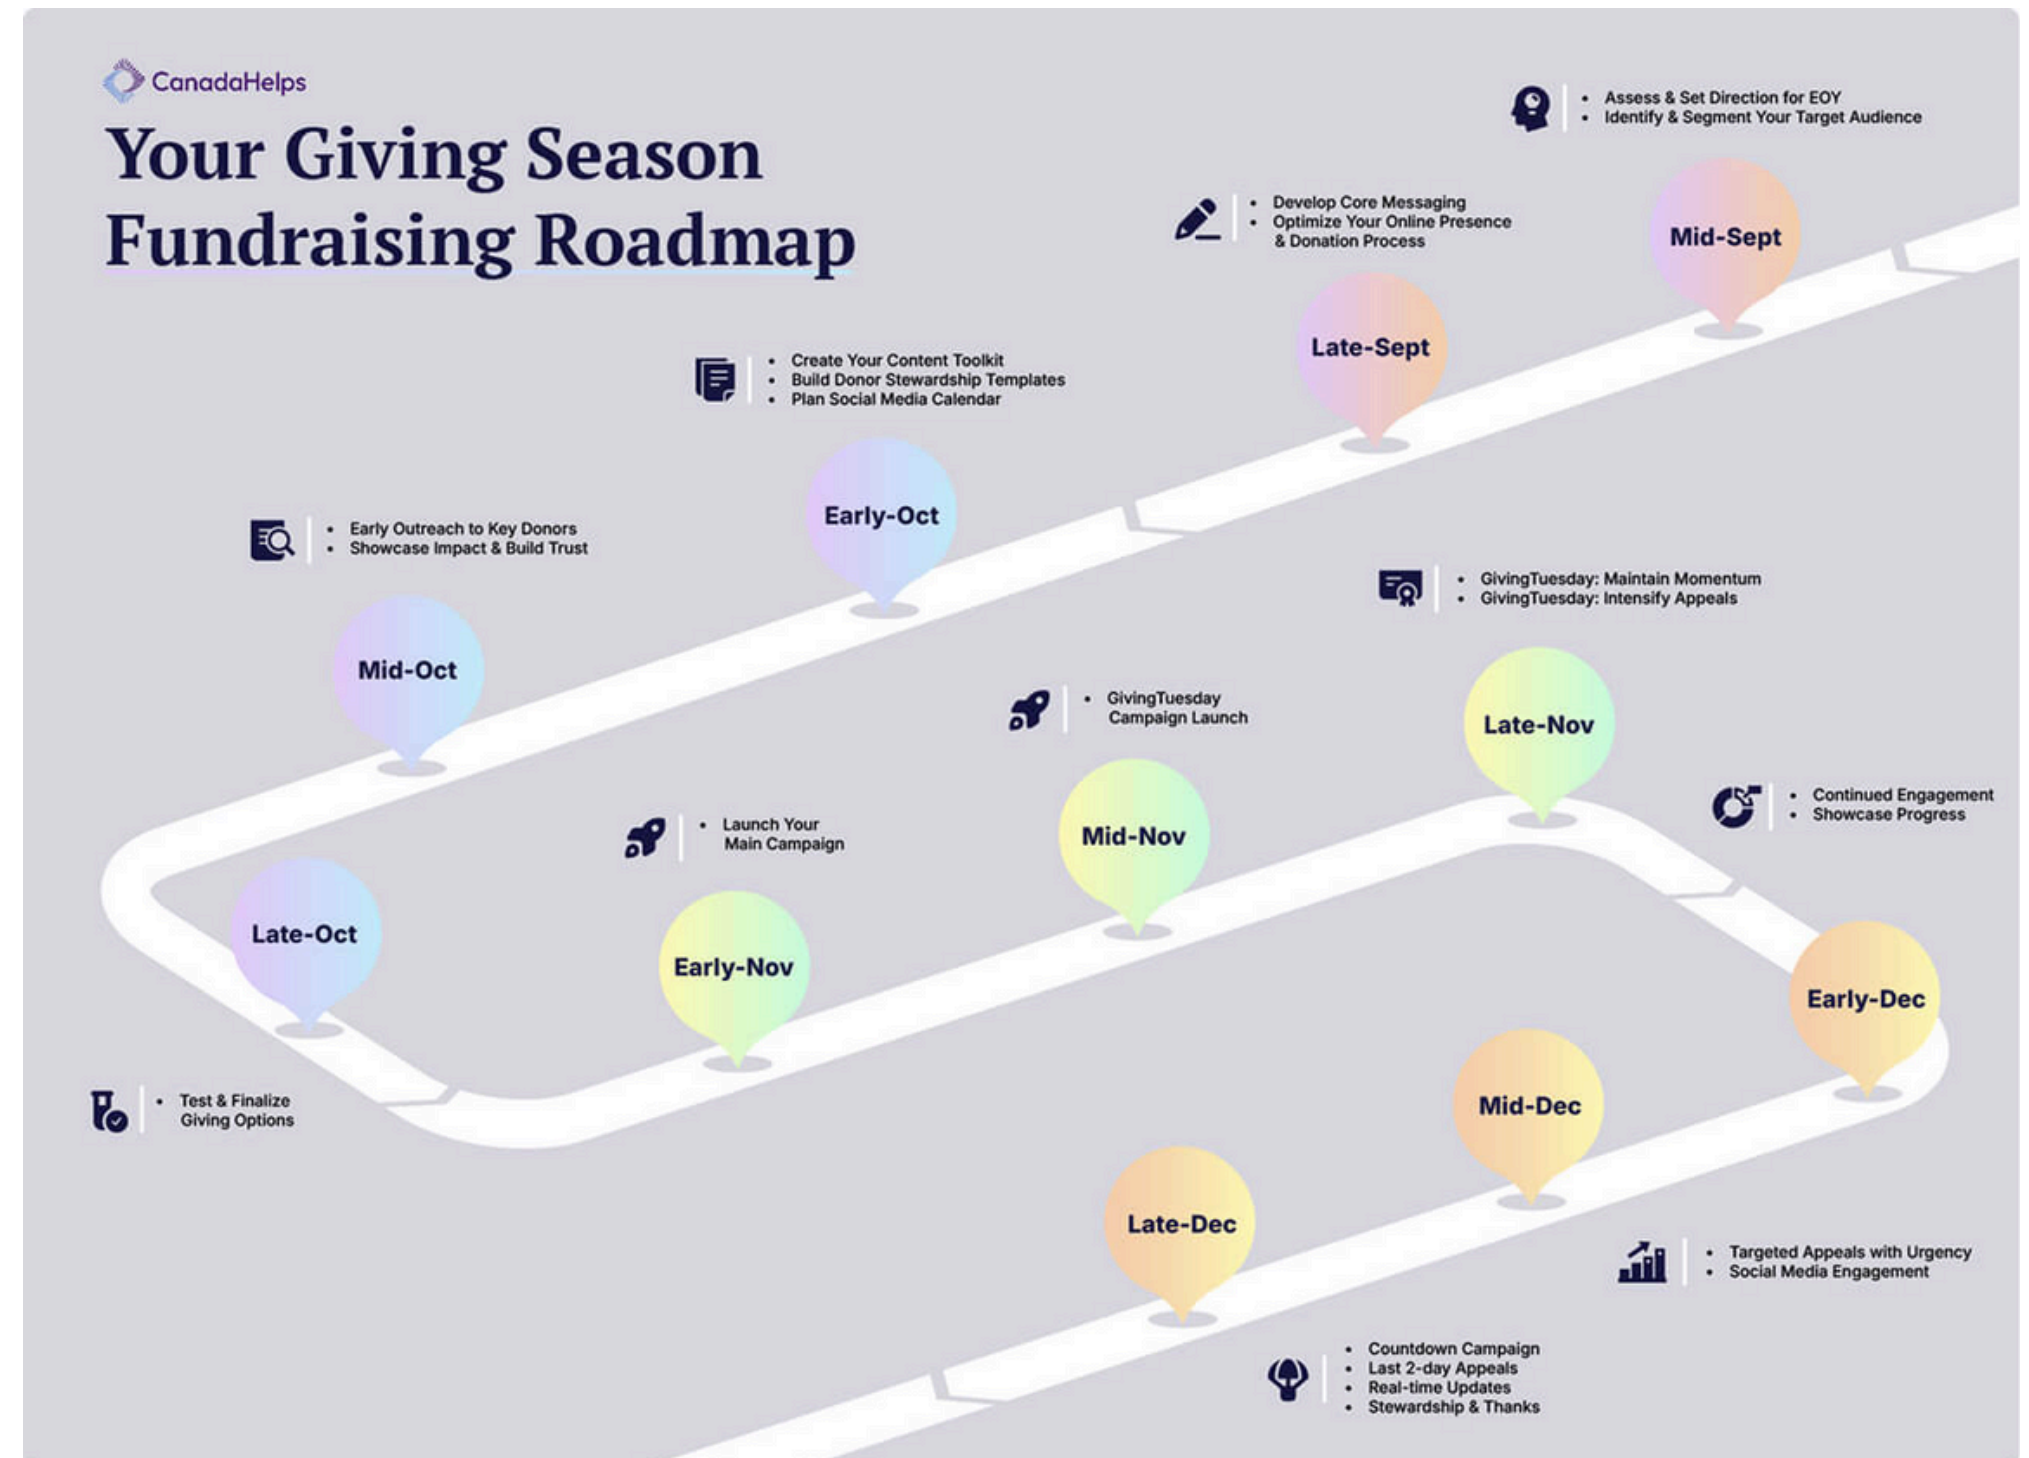 CanadaHelps
Your Giving Season
Fundraising Roadmap
• Assess & Set Direction for EOY
• Identify & Segment Your Target Audience
Mid-Sept
• Develop Core Messaging
• Optimize Your Online Presence
& Donation Process
Late-Sept
• Create Your Content Toolkit
• Build Donor Stewardship Templates
• Plan Social Media Calendar
Early-Oct
• Early Outreach to Key Donors
• Showcase Impact & Build Trust
Mid-Oct
Late-Oct
• Test & Finalize
Giving Options
• Launch Your
Main Campaign
Early-Nov
• GivingTuesday
Campaign Launch
Mid-Nov
• GivingTuesday: Maintain Momentum
• GivingTuesday: Intensify Appeals
Late-Nov
• Continued Engagement
• Showcase Progress
Early-Dec
Mid-Dec
• Targeted Appeals with Urgency
• Social Media Engagement
Late-Dec
• Countdown Campaign
• Last 2-day Appeals
• Real-time Updates
• Stewardship & Thanks